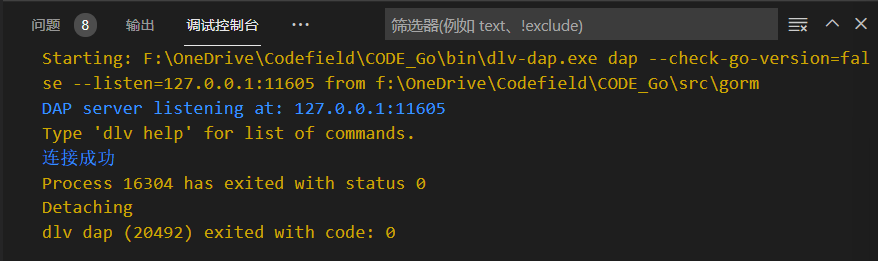 问题 8 输出 调试控制台 ··· 筛选器(例如 text、!exclude)
Starting: F:\OneDrive\Codefield\CODE_Go\bin\dlv-dap.exe dap --check-go-version=fal
se --listen=127.0.0.1:11605 from f:\OneDrive\Codefield\CODE_Go\src\gorm
DAP server listening at: 127.0.0.1:11605
Type 'dlv help' for list of commands.
连接成功
Process 16304 has exited with status 0
Detaching
dlv dap (20492) exited with code: 0